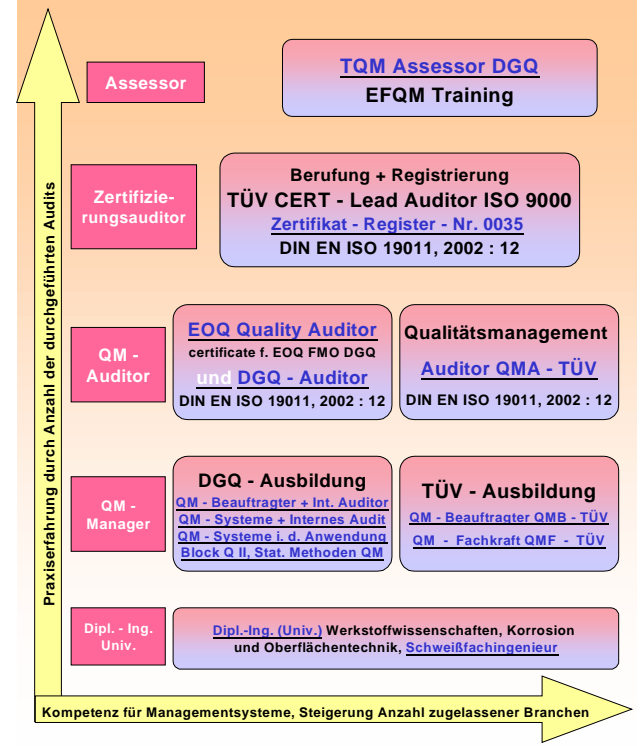 Assessor
TQM Assessor DGQ
EFQM Training
Zertifizie-
rungsauditor
Berufung + Registrierung
TÜV CERT - Lead Auditor ISO 9000
Zertifikat - Register - Nr. 0035
DIN EN ISO 19011, 2002 : 12
QM -
Auditor
EOQ Quality Auditor
certificate f. EOQ FMO DGQ
und DGQ - Auditor
DIN EN ISO 19011, 2002 : 12
Qualitätsmanagement
Auditor QMA - TÜV
DIN EN ISO 19011, 2002 : 12
QM -
Manager
DGQ - Ausbildung
QM - Beauftragter + Int. Auditor
QM - Systeme + Internes Audit
QM - Systeme i. d. Anwendung
Block Q II, Stat. Methoden QM
TÜV - Ausbildung
QM - Beauftragter QMB - TÜV
QM - Fachkraft QMF - TÜV
Dipl. - Ing.
Univ.
Dipl.-Ing. (Univ.) Werkstoffwissenschaften, Korrosion
und Oberflächentechnik, Schweißfachingenieur
Praxiserfahrung durch Anzahl der durchgeführten Audits
Kompetenz für Managementsysteme, Steigerung Anzahl zugelassener Branchen